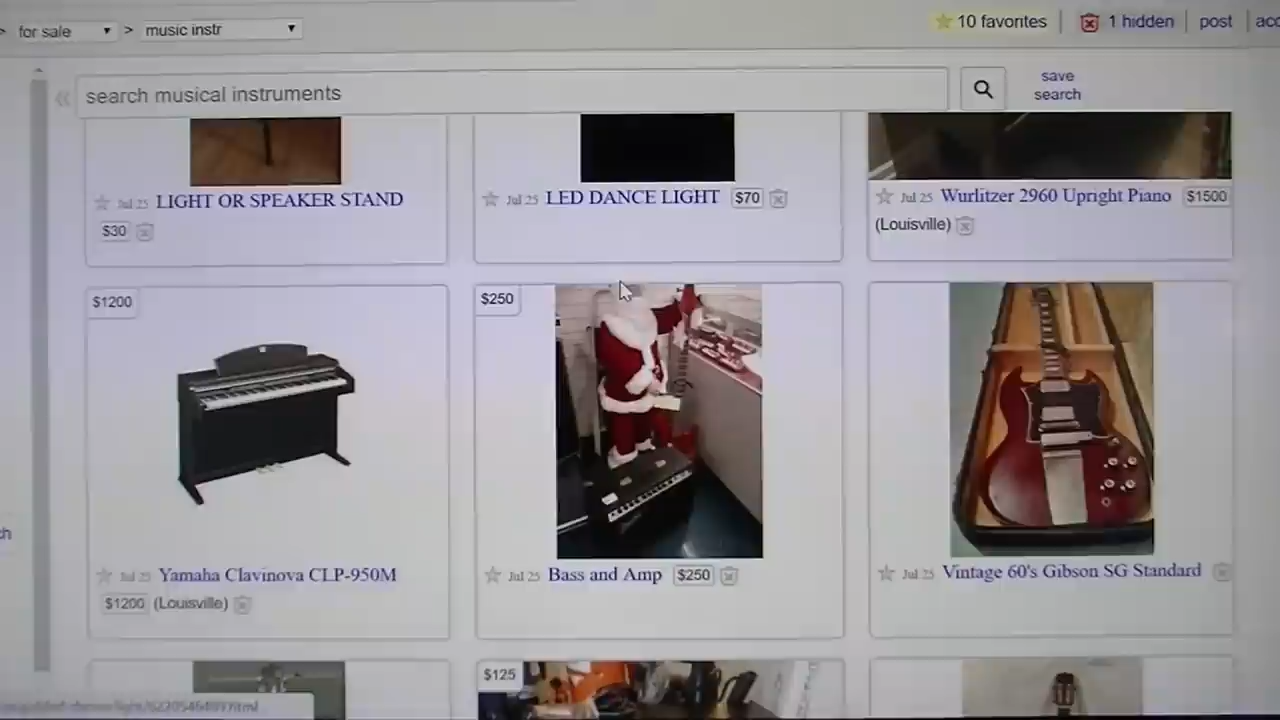 > for sale > music instr
10 favorites
1 hidden
post
search musical instruments
save
search
Jul 25 LIGHT OR SPEAKER STAND
$30
Jul 25 LED DANCE LIGHT $70
Jul 25 Wurlitzer 2960 Upright Piano $1500
(Louisville)
$1200
$250
Jul 25 Yamaha Clavinova CLP-950M
$1200 (Louisville)
Jul 25 Bass and Amp $250
Jul 25 Vintage 60's Gibson SG Standard
$125